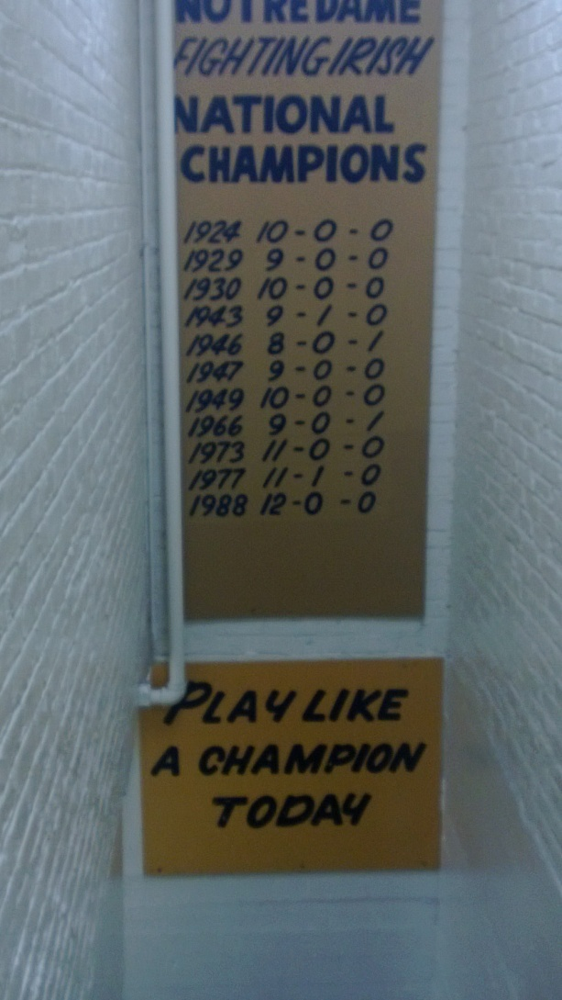 NOTRE DAME
FIGHTING IRISH
NATIONAL
CHAMPIONS
1924 10-0-0
1929 9-0-0
1930 10-0-0
1943 9-1-0
1946 8-0-1
1947 9-0-0
1949 10-0-0
1966 9-0-1
1973 11-0-0
1977 11-1-0
1988 12-0-0
PLAY LIKE
A CHAMPION
TODAY